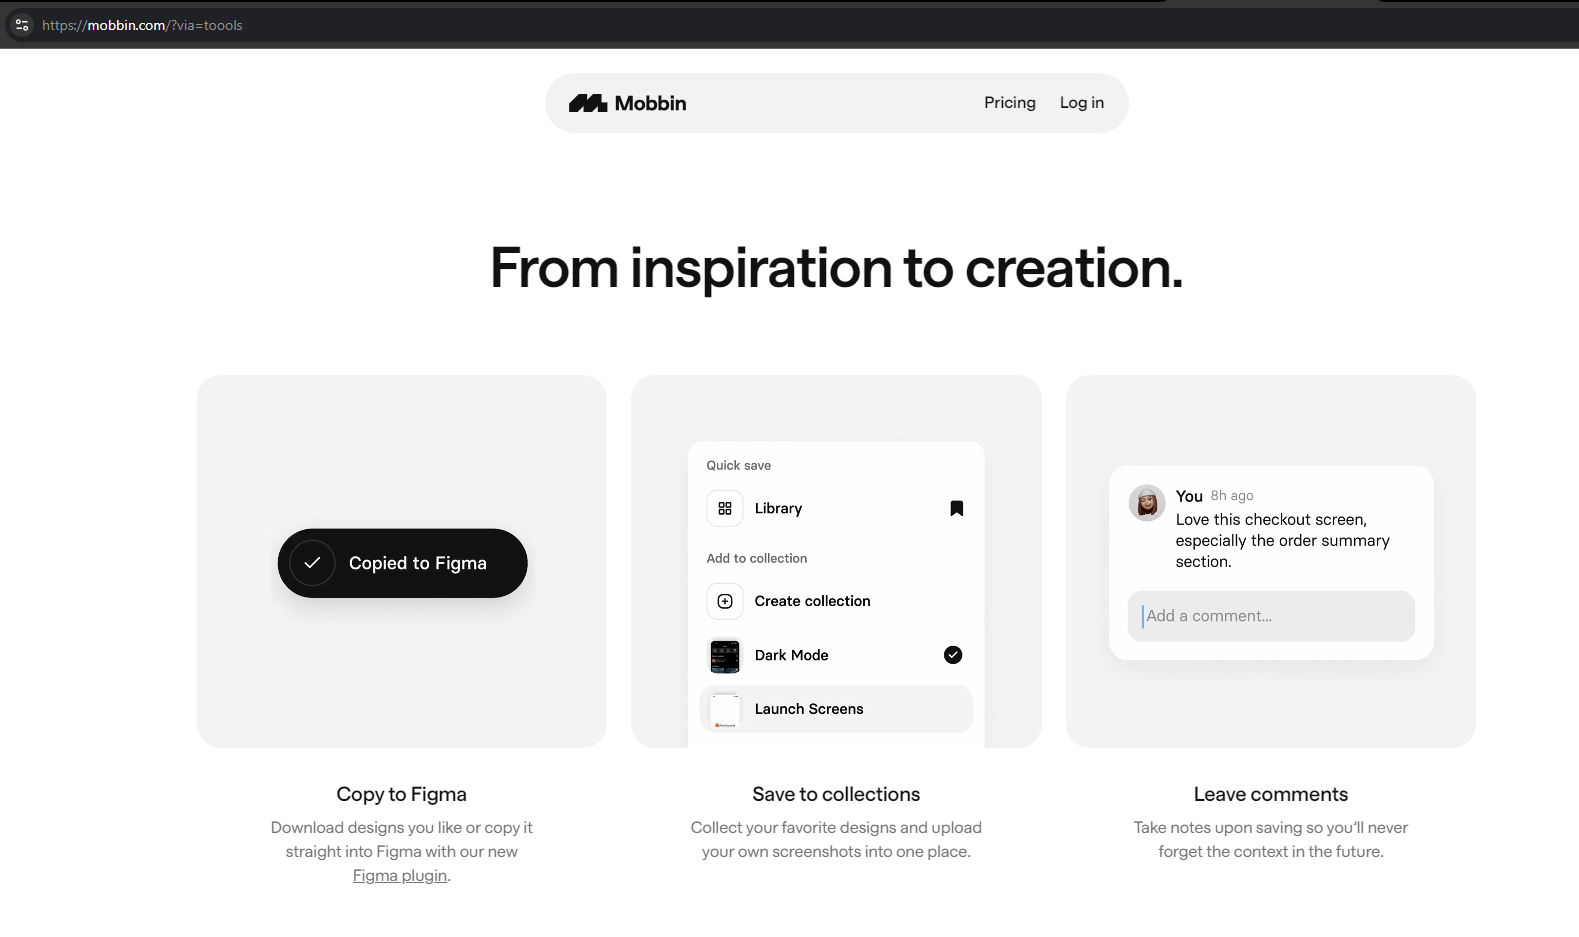 https://mobbin.com/?via=toools
Mobbin
Pricing
Log in
From inspiration to creation.
Copied to Figma
Quick save
Library
Add to collection
Create collection
Dark Mode
Launch Screens
You 8h ago
Love this checkout screen,
especially the order summary
section.
Add a comment...
Copy to Figma
Download designs you like or copy it
straight into Figma with our new
Figma plugin.
Save to collections
Collect your favorite designs and upload
your own screenshots into one place.
Leave comments
Take notes upon saving so you’ll never
forget the context in the future.